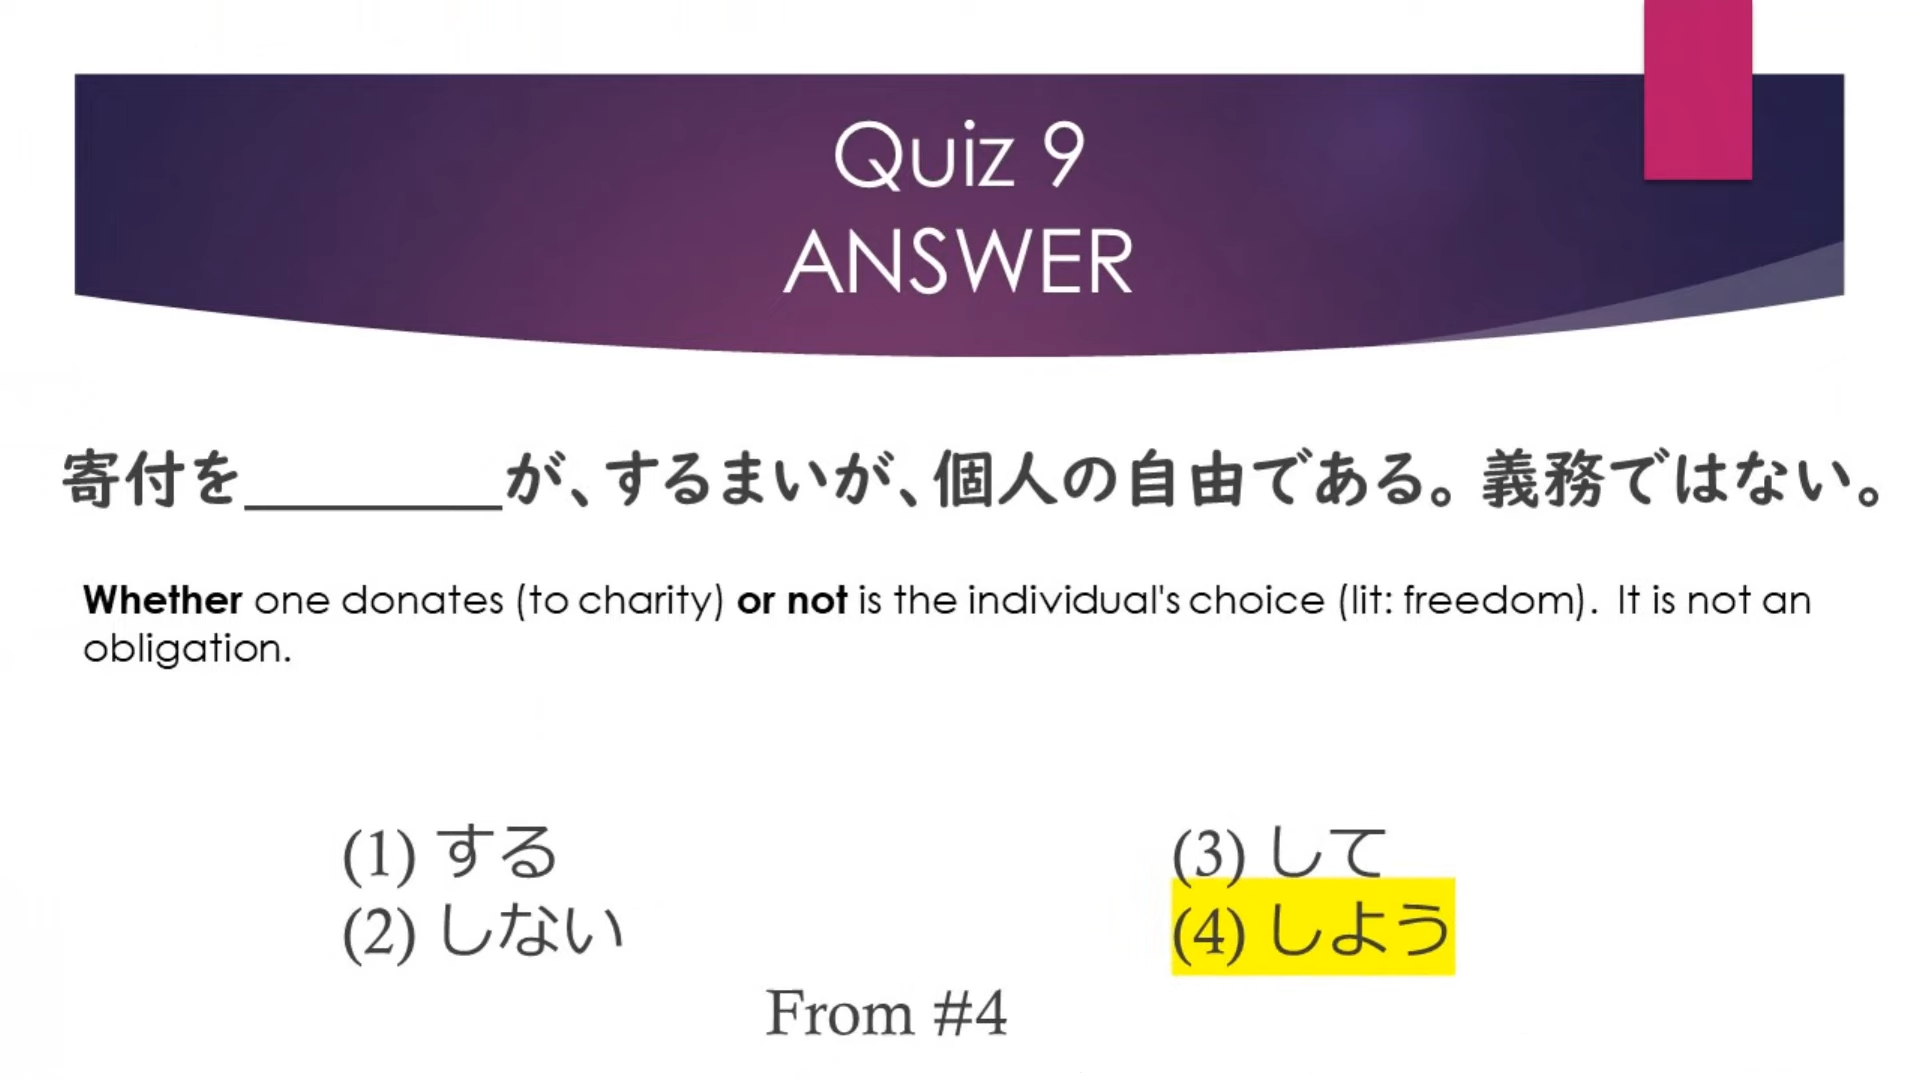 Quiz 9
ANSWER
寄付を________が、するまいが、個人の自由である。義務ではない。
Whether one donates (to charity) or not is the individual's choice (lit: freedom). It is not an
obligation.
(1) する
(2) しない
(3) して
(4) しよう
From #4